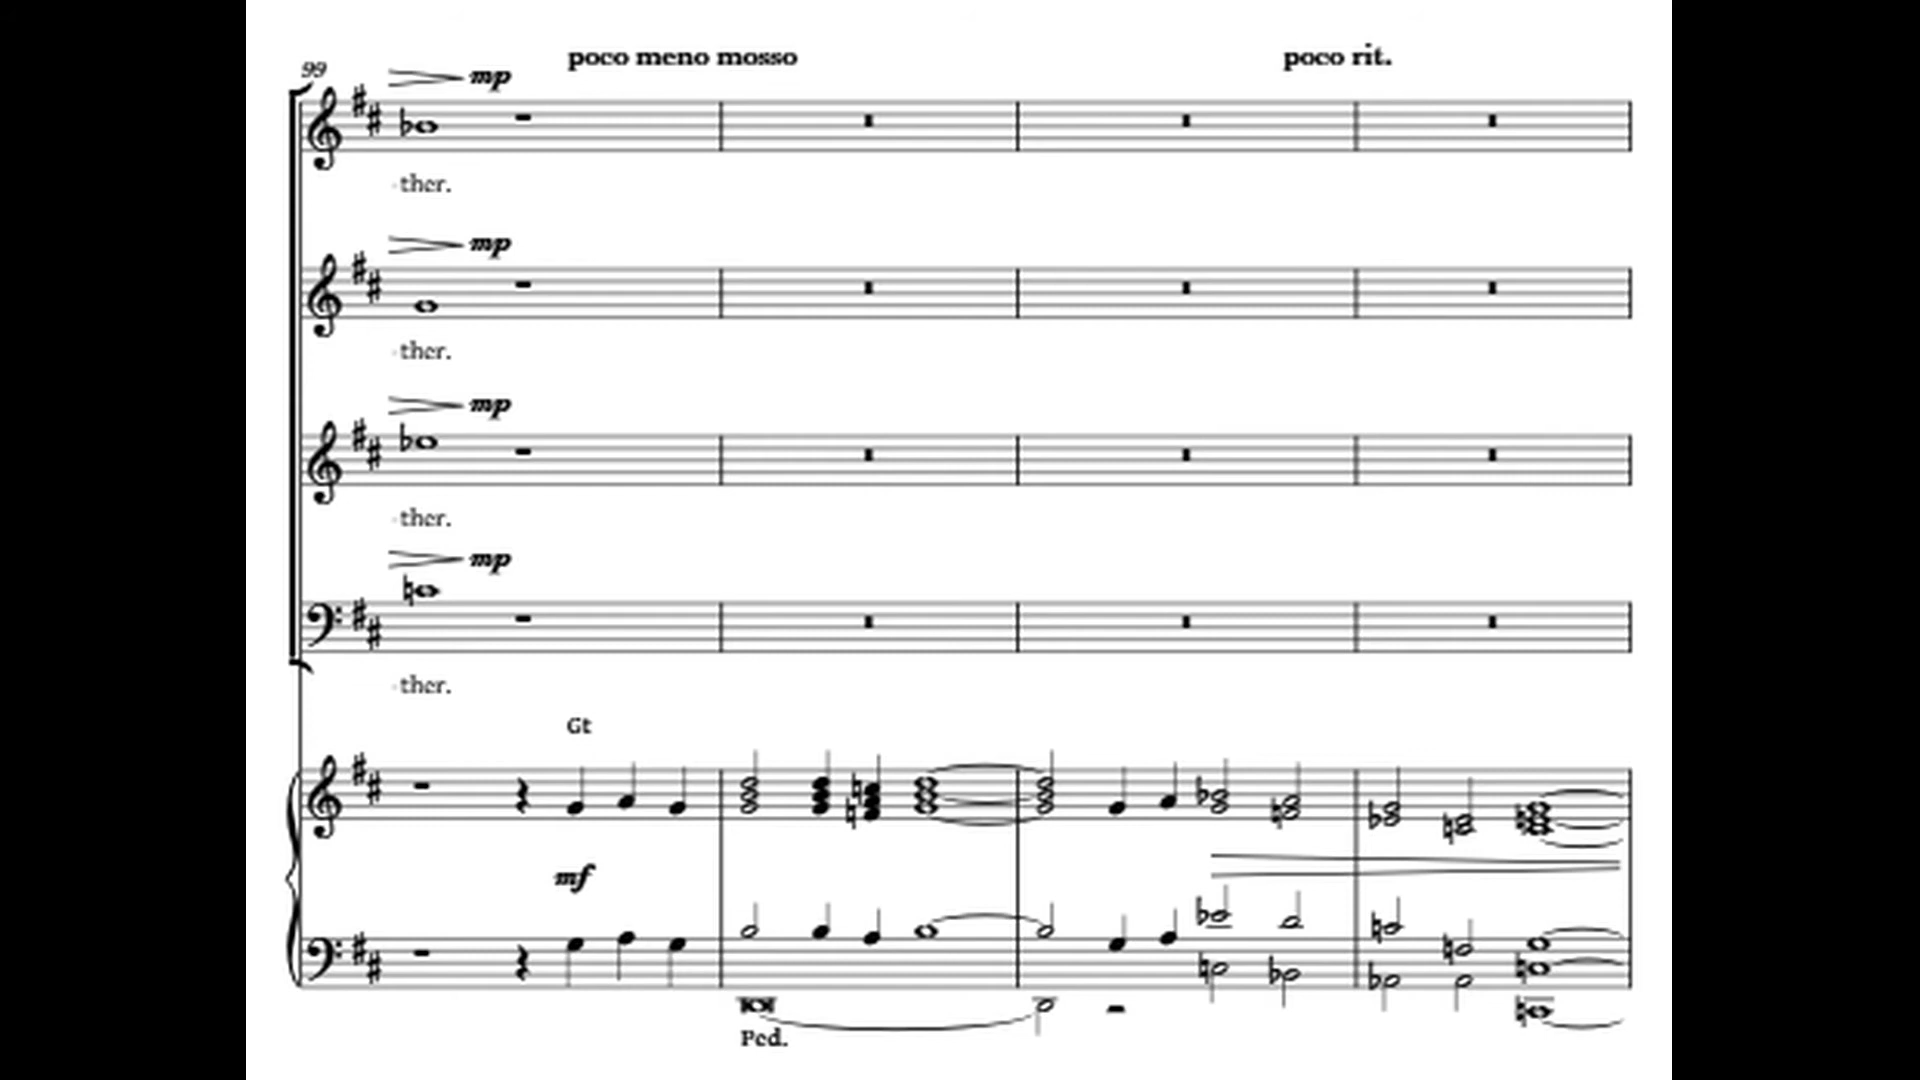 poco meno mosso poco rit.
99
mp
-ther.
mp
-ther.
mp
-ther.
mp
-ther.
Gt
mf
Ped.